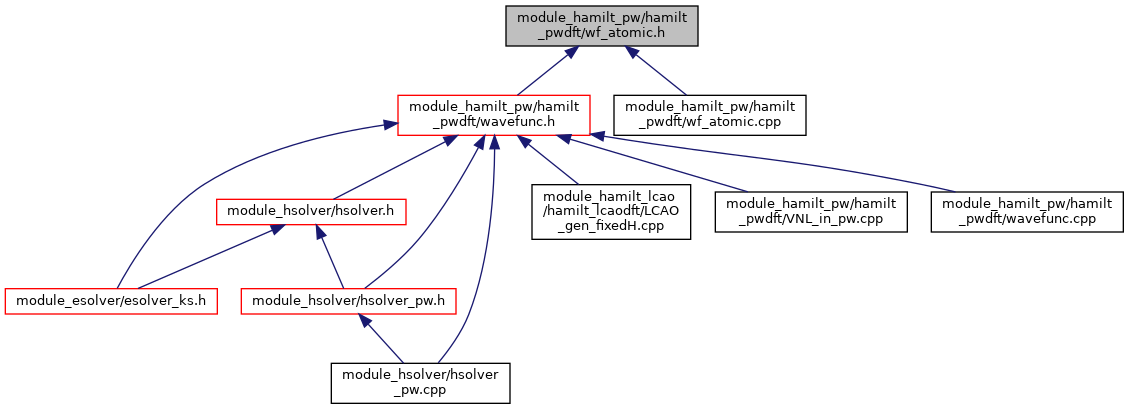 module_hamilt_pw/hamilt
_pwdft/wf_atomic.h
module_hamilt_pw/hamilt
_pwdft/wavefunc.h
module_hamilt_pw/hamilt
_pwdft/wf_atomic.cpp
module_hsolver/hsolver.h
module_hamilt_lcao
/hamilt_lcaodft/LCAO
_gen_fixedH.cpp
module_hamilt_pw/hamilt
_pwdft/VNL_in_pw.cpp
module_hamilt_pw/hamilt
_pwdft/wavefunc.cpp
module_esolver/esolver_ks.h
module_hsolver/hsolver_pw.h
module_hsolver/hsolver
_pw.cpp